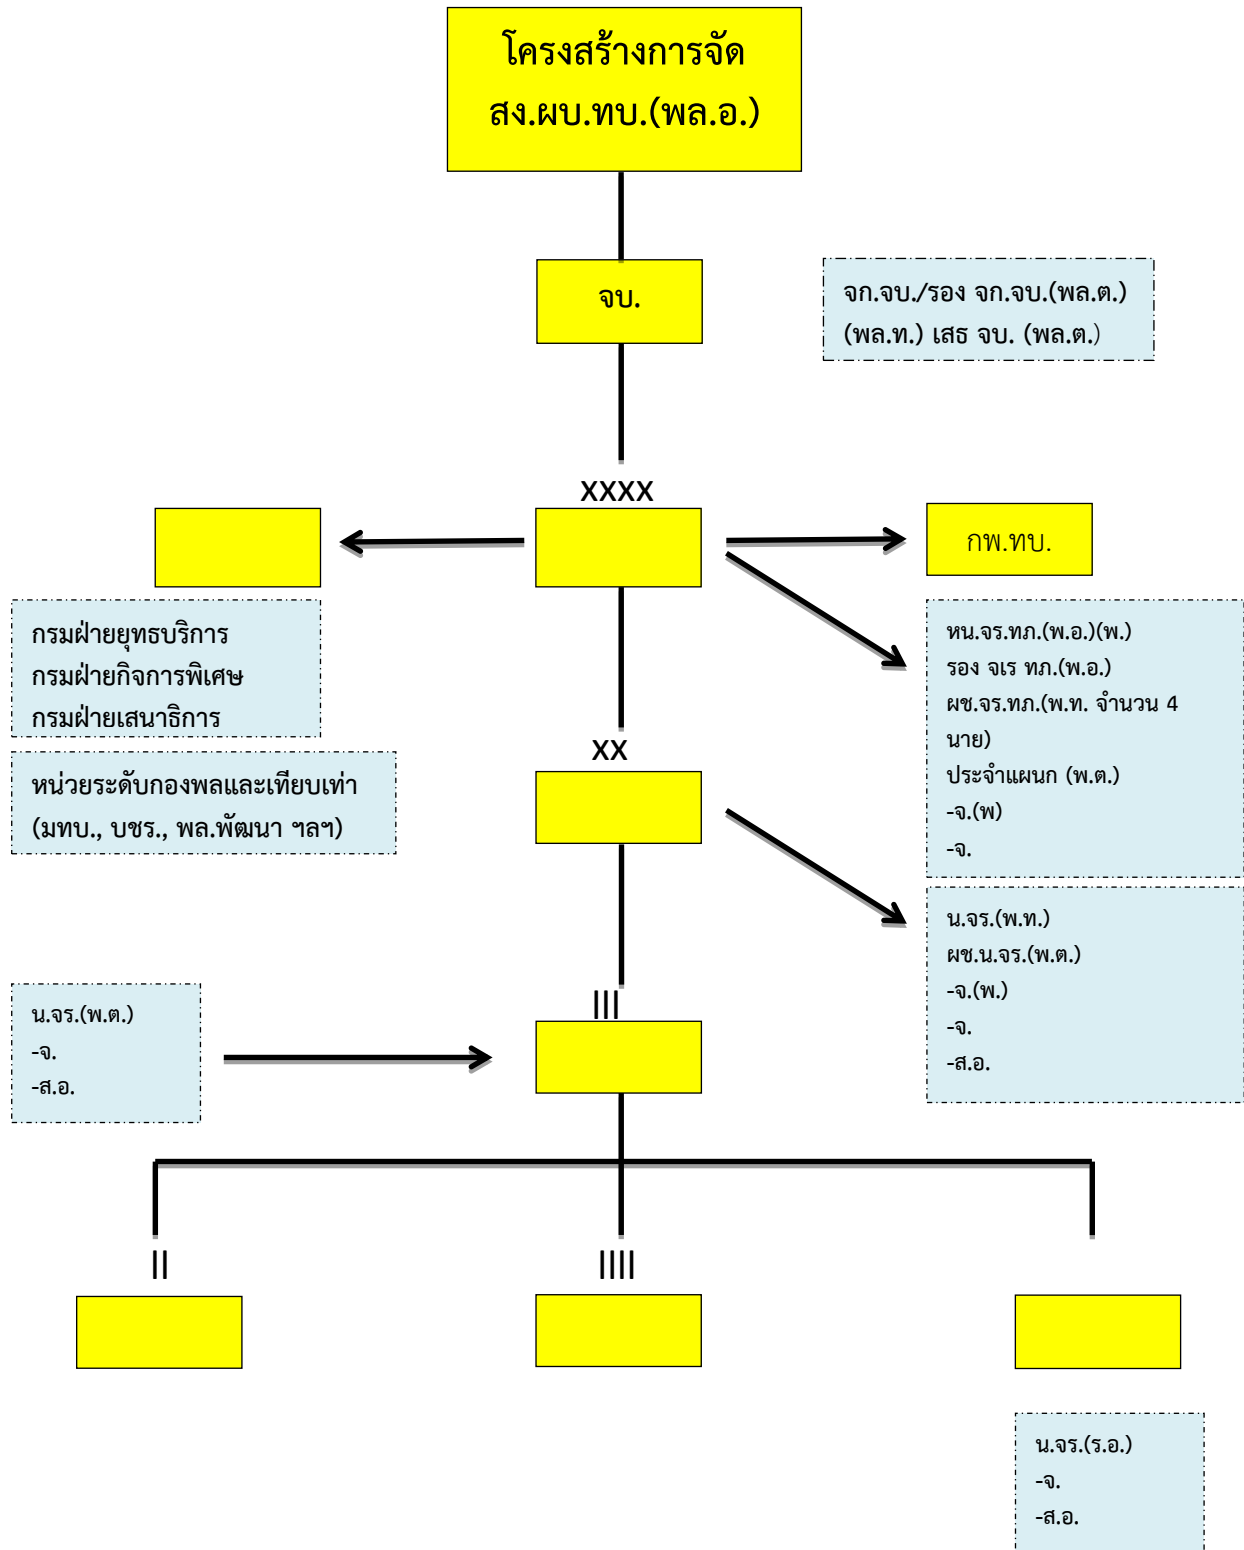 โครงสร้างการจัด
สง.ผบ.ทบ.(พล.อ.)
จบ.
จก.จบ./รอง จก.จบ.(พล.ต.)
(พล.ท.) เสธ จบ. (พล.ต.)
XXXX
กพ.ทบ.
กรมฝ่ายยุทธบริการ
กรมฝ่ายกิจการพิเศษ
กรมฝ่ายเสนาธิการ
หน่วยระดับกองพลและเทียบเท่า
(มทบ., บชร., พล.พัฒนา ฯลฯ)
หน.จร.ทภ.(พ.อ.)(พ.)
รอง จเร ทภ.(พ.อ.)
ผช.จร.ทภ.(พ.ท. จำนวน 4
นาย)
ประจำแผนก (พ.ต.)
-จ.(พ)
-จ.
XX
น.จร.(พ.ท.)
ผช.น.จร.(พ.ต.)
-จ.(พ.)
-จ.
-ส.อ.
น.จร.(พ.ต.)
-จ.
-ส.อ.
|||
||
||||
น.จร.(ร.อ.)
-จ.
-ส.อ.